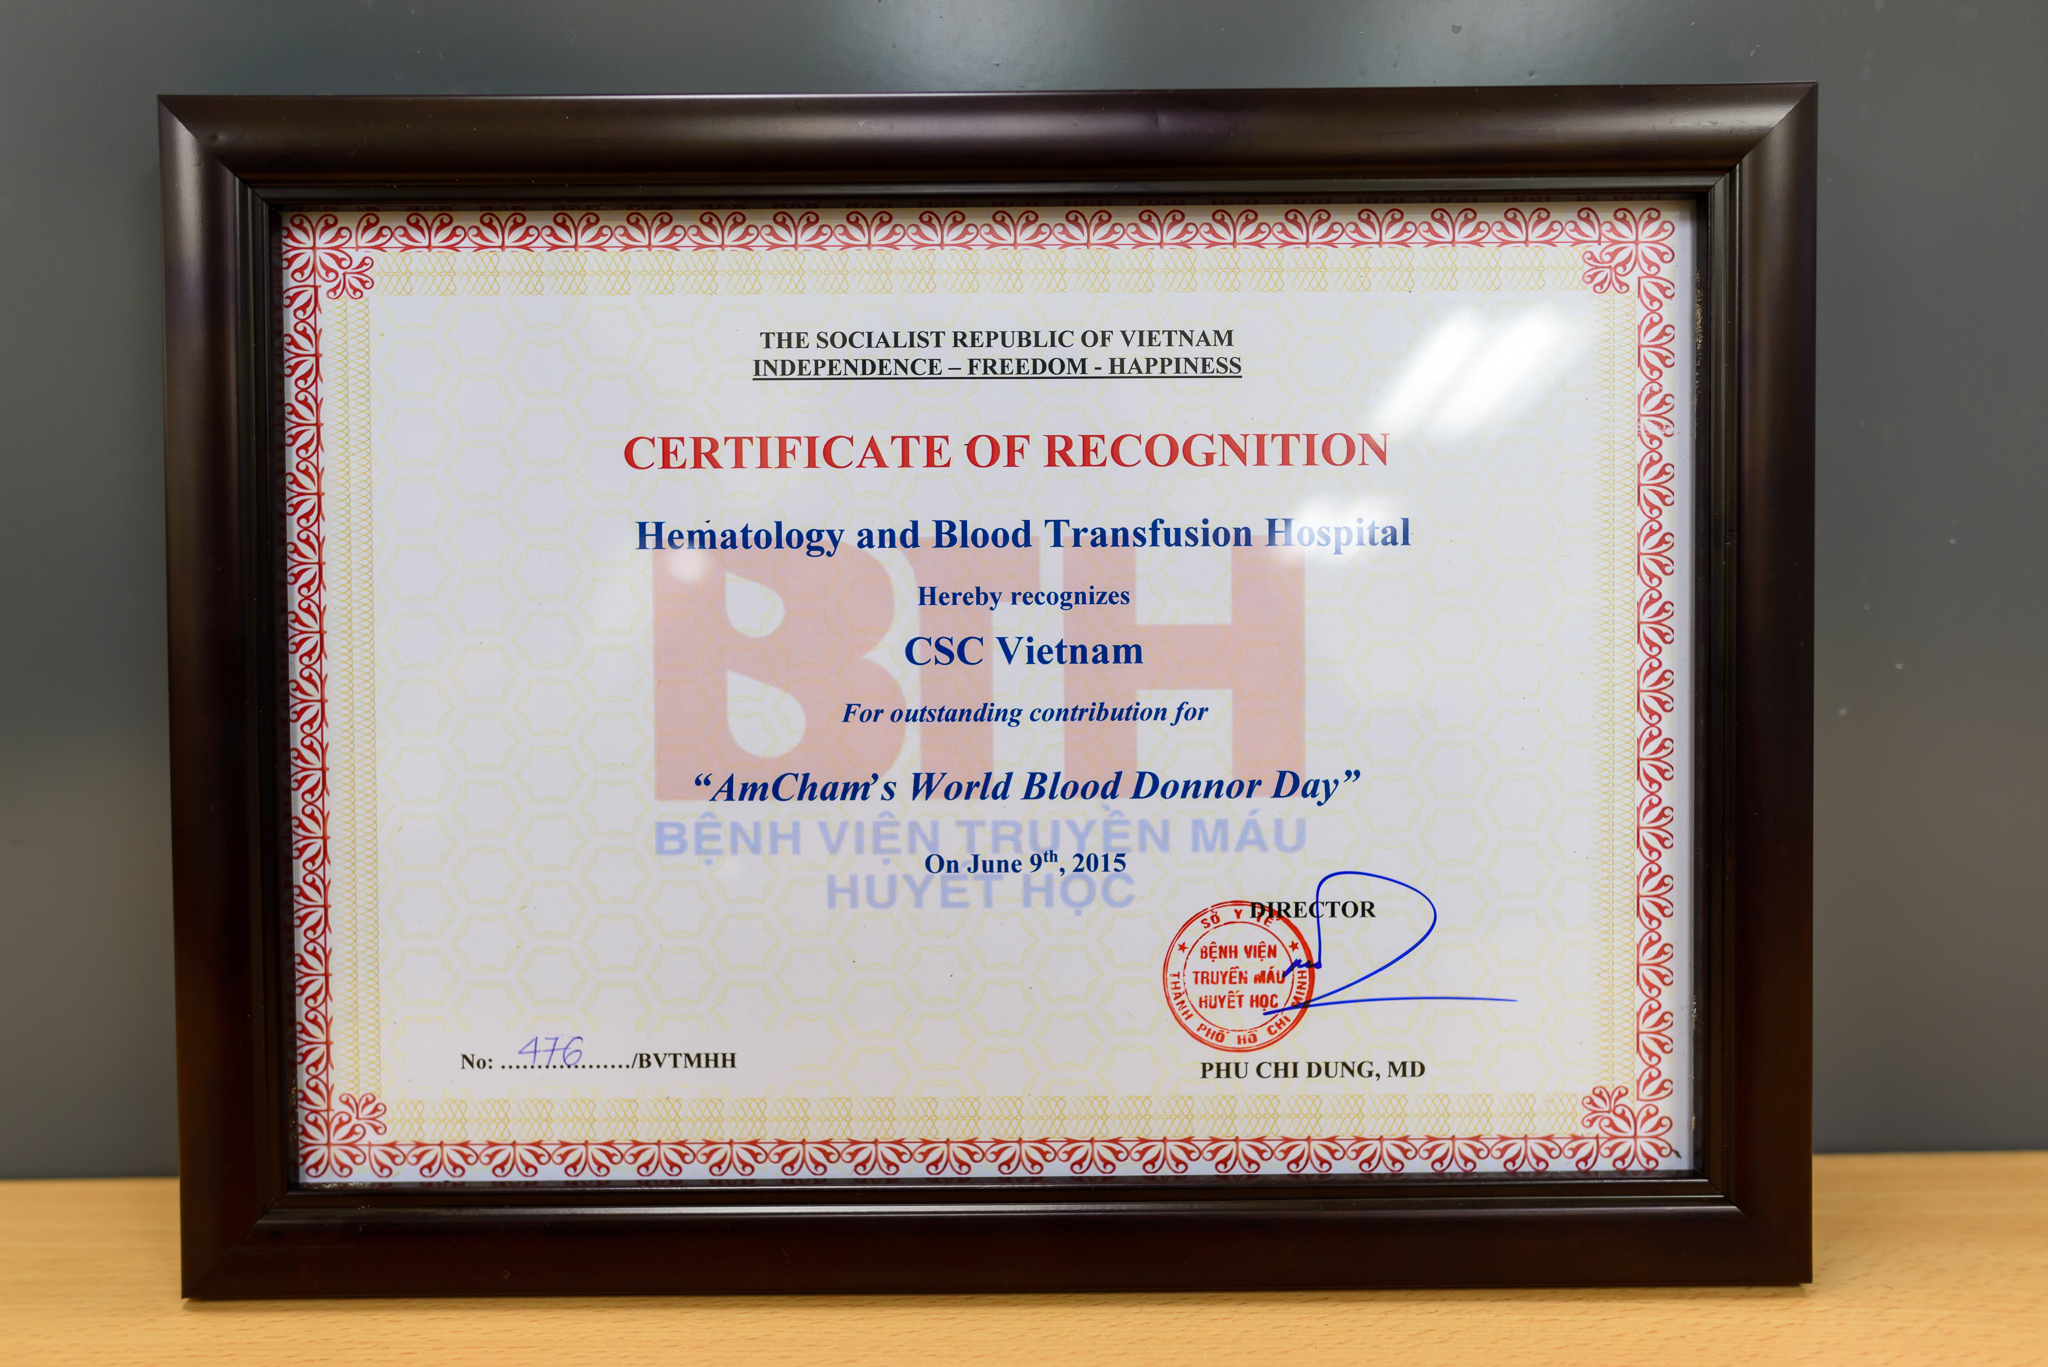 THE SOCIALIST REPUBLIC OF VIETNAM
INDEPENDENCE – FREEDOM - HAPPINESS
CERTIFICATE OF RECOGNITION
Hematology and Blood Transfusion Hospital
Hereby recognizes
CSC Vietnam
For outstanding contribution for
“AmCham’s World Blood Donnor Day”
BTH
BỆNH VIỆN TRUYỀN MÁU
HUYẾT HỌC
On June 9th, 2015
DIRECTOR
SỞ Y TẾ
BỆNH VIỆN
TRUYỀN MÁU
HUYẾT HỌC
THÀNH PHỐ HỒ CHÍ MINH
No: 476........./BVTMHH
PHU CHI DUNG, MD